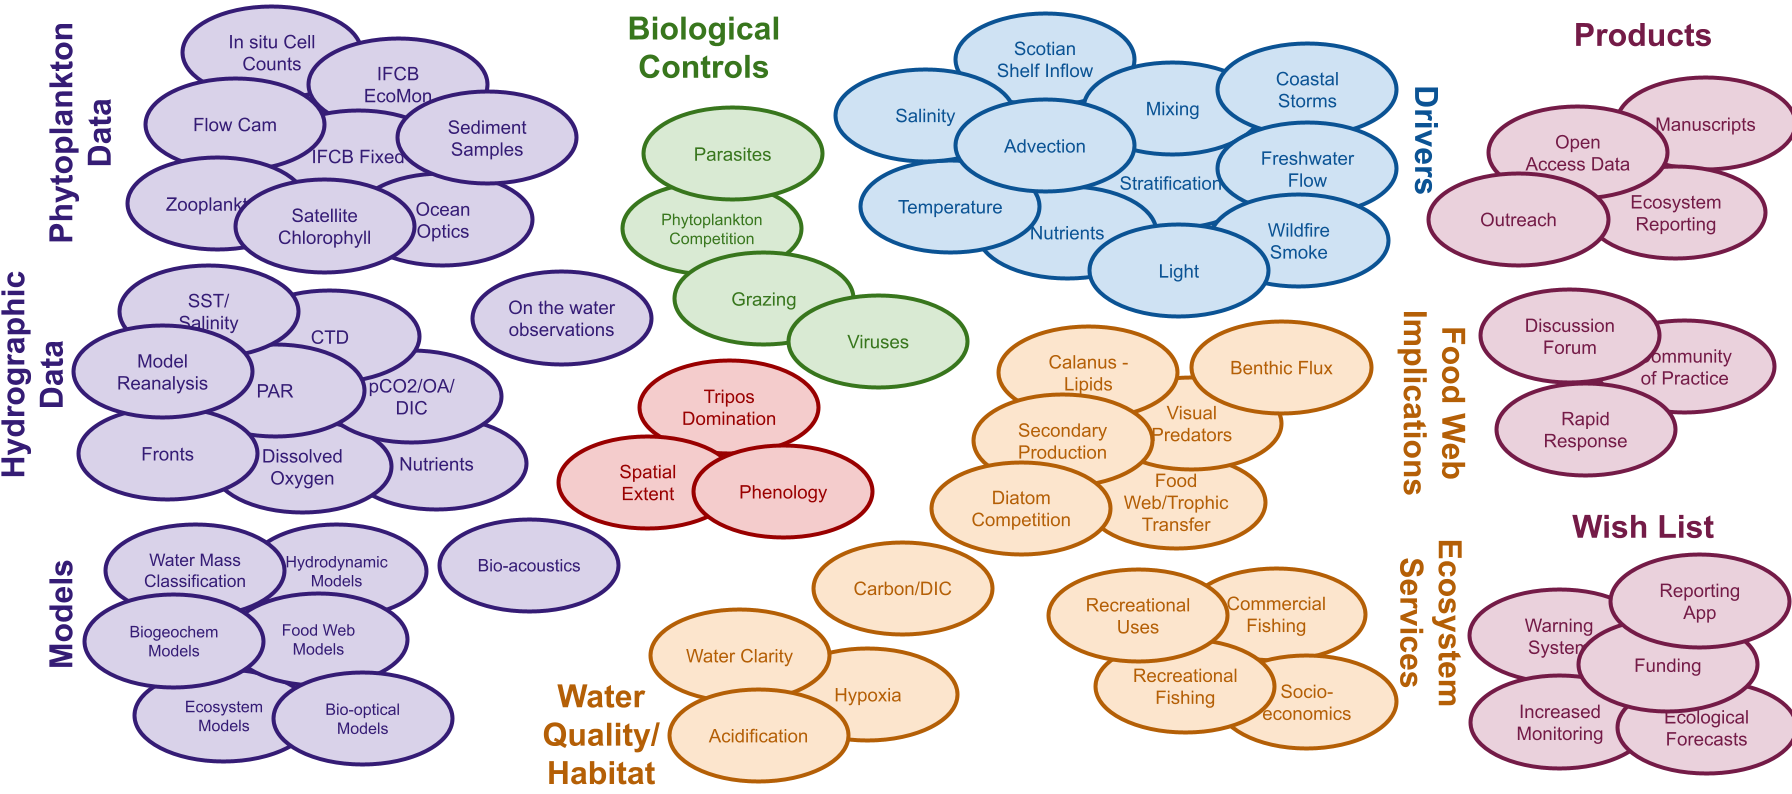 Phytoplankton
Data
In situ Cell
Counts
IFCB
EcoMon
Flow Cam
IFCB Fixed
Sediment
Samples
Zooplankt
Satellite
Chlorophyll
Ocean
Optics
Hydrographic
Data
SST/
Salinity
CTD
Model
Reanalysis
PAR
pCO2/OA/
DIC
Fronts
Dissolved
Oxygen
Nutrients
On the water
observations
Models
Water Mass
Classification
Hydrodynamic
Models
Biogeochem
Models
Food Web
Models
Ecosystem
Models
Bio-optical
Models
Bio-acoustics
Biological
Controls
Parasites
Phytoplankton
Competition
Grazing
Viruses
Tripos
Domination
Spatial
Extent
Phenology
Water
Quality/
Habitat
Carbon/DIC
Water Clarity
Hypoxia
Acidification
Drivers
Scotian
Shelf Inflow
Salinity
Mixing
Coastal
Storms
Advection
Freshwater
Flow
Stratification
Temperature
Nutrients
Wildfire
Smoke
Light
Food Web
Implications
Calanus -
Lipids
Benthic Flux
Visual
Predators
Secondary
Production
Diatom
Competition
Food
Web/Trophic
Transfer
Ecosystem
Services
Recreational
Uses
Commercial
Fishing
Recreational
Fishing
Socio-
economics
Products
Manuscripts
Open
Access Data
Outreach
Ecosystem
Reporting
Discussion
Forum
ommunity
of Practice
Rapid
Response
Wish List
Reporting
App
Warning
System
Funding
Increased
Monitoring
Ecological
Forecasts